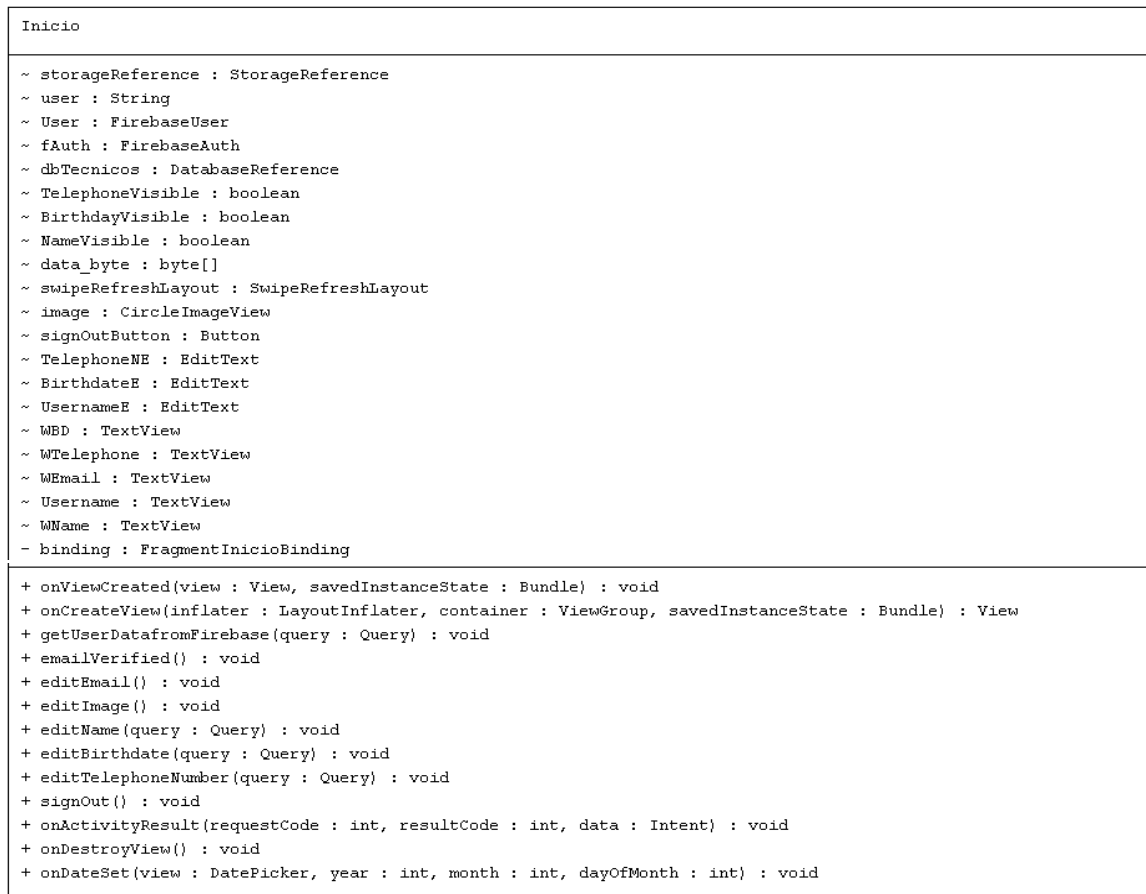 Inicio
~ storageReference : StorageReference
~ user : String
~ User : FirebaseUser
~ fAuth : FirebaseAuth
~ dbTecnicos : DatabaseReference
~ TelephoneVisible : boolean
~ BirthdayVisible : boolean
~ NameVisible : boolean
~ data_byte : byte[]
~ swipeRefreshLayout : SwipeRefreshLayout
~ image : CircleImageView
~ signOutButton : Button
~ TelephoneNE : EditText
~ BirthdateE : EditText
~ UsernameE : EditText
~ WBD : TextView
~ WTelephone : TextView
~ WEmail : TextView
~ Username : TextView
~ WName : TextView
- binding : FragmentInicioBinding
+ onViewCreated(view : View, savedInstanceState : Bundle) : void
+ onCreateView(inflater : LayoutInflater, container : ViewGroup, savedInstanceState : Bundle) : View
+ getUserDatafromFirebase(query : Query) : void
+ emailVerified() : void
+ editEmail() : void
+ editImage() : void
+ editName(query : Query) : void
+ editBirthdate(query : Query) : void
+ editTelephoneNumber(query : Query) : void
+ signOut() : void
+ onActivityResult(requestCode : int, resultCode : int, data : Intent) : void
+ onDestroyView() : void
+ onDateSet(view : DatePicker, year : int, month : int, dayOfMonth : int) : void